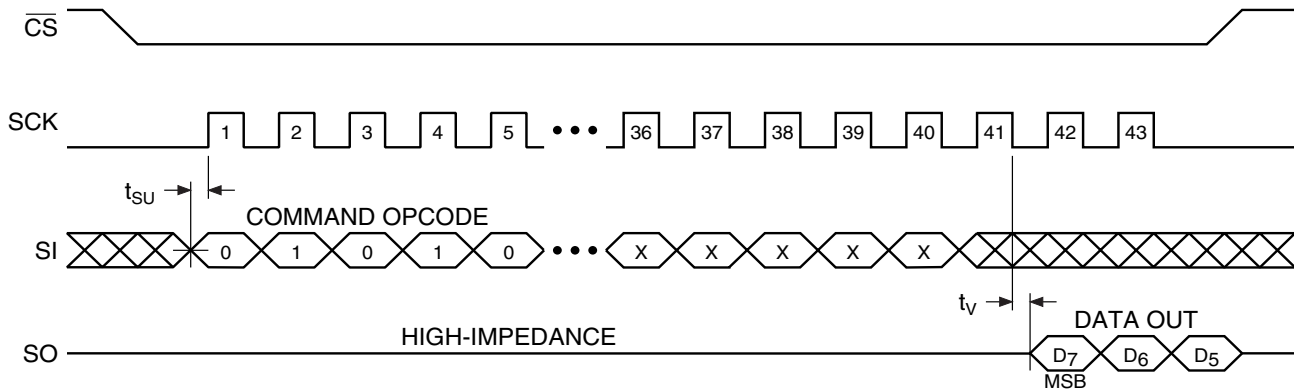 CS
SCK 1 2 3 4 5 ••• 36 37 38 39 40 41 42 43
tSU
COMMAND OPCODE
SI 0 1 0 1 0 ••• X X X X X
tV
HIGH-IMPEDANCE
DATA OUT
SO D7 D6 D5
MSB